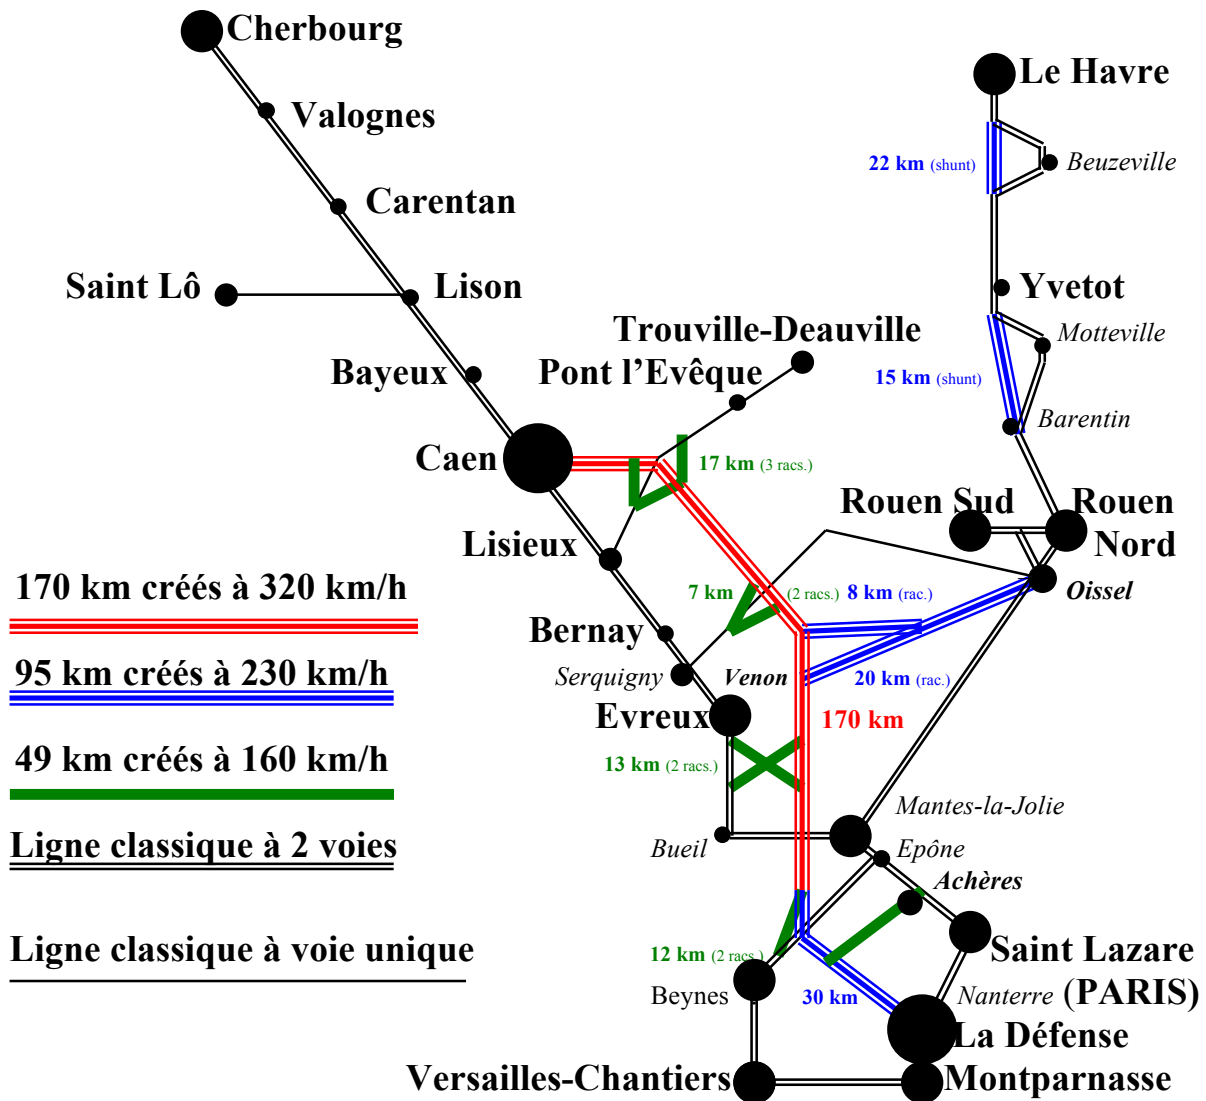 Cherbourg
Le Havre
Valognes
22 km (shunt)
Beuzeville
Carentan
Saint Lô
Lison
Yvetot
Trouville-Deauville
Motteville
Bayeux
Pont l'Evêque
15 km (shunt)
Barentin
Caen
17 km (3 racs.)
Rouen Sud
Rouen
Nord
Lisieux
170 km créés à 320 km/h
7 km
(2 racs.)
8 km (rac.)
Oissel
Bernay
Serquigny
Venon
20 km (rac.)
95 km créés à 230 km/h
Evreux
170 km
49 km créés à 160 km/h
13 km (2 racs.)
Mantes-la-Jolie
Bueil
Epône
Ligne classique à 2 voies
Achères
Ligne classique à voie unique
12 km (2 racs.)
Saint Lazare
Beynes
30 km
Nanterre (PARIS)
La Défense
Versailles-Chantiers
Montparnasse